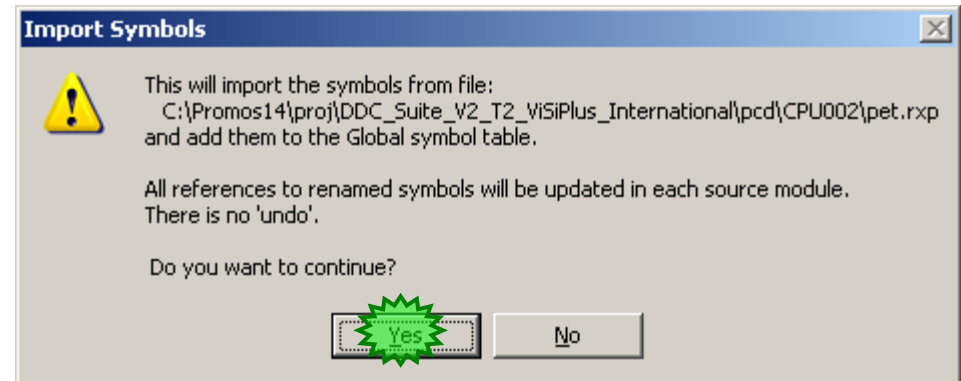 Import Symbols
This will import the symbols from file:
C:\Promos14\proj\DDC_Suite_V2_T2_ViSiPlus_International\pcd\CPU002\pet.rxp
and add them to the Global symbol table.
All references to renamed symbols will be updated in each source module.
There is no 'undo'.
Do you want to continue?
Yes No